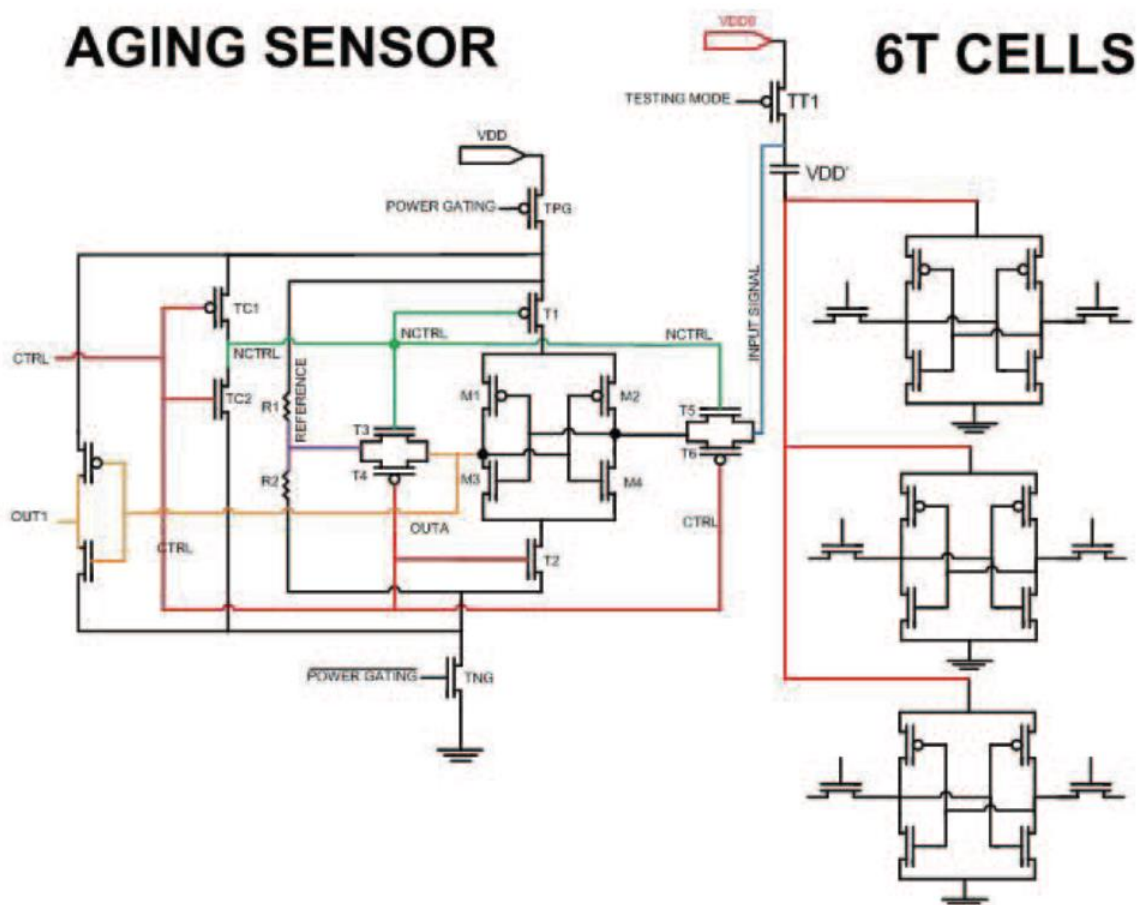 AGING SENSOR
6T CELLS
VDD8
TESTING MODE
TT1
VDD
VDD'
POWER GATING
TPG
INPUT SIGNAL
TC1
T1
NCTRL
NCTRL
NCTRL
CTRL
TC2
R1
REFERENCE
M1
M2
T3
T5
T4
T6
R2
M3
M4
OUT1
CTRL
OUTA
CTRL
T2
POWER GATING
TNG